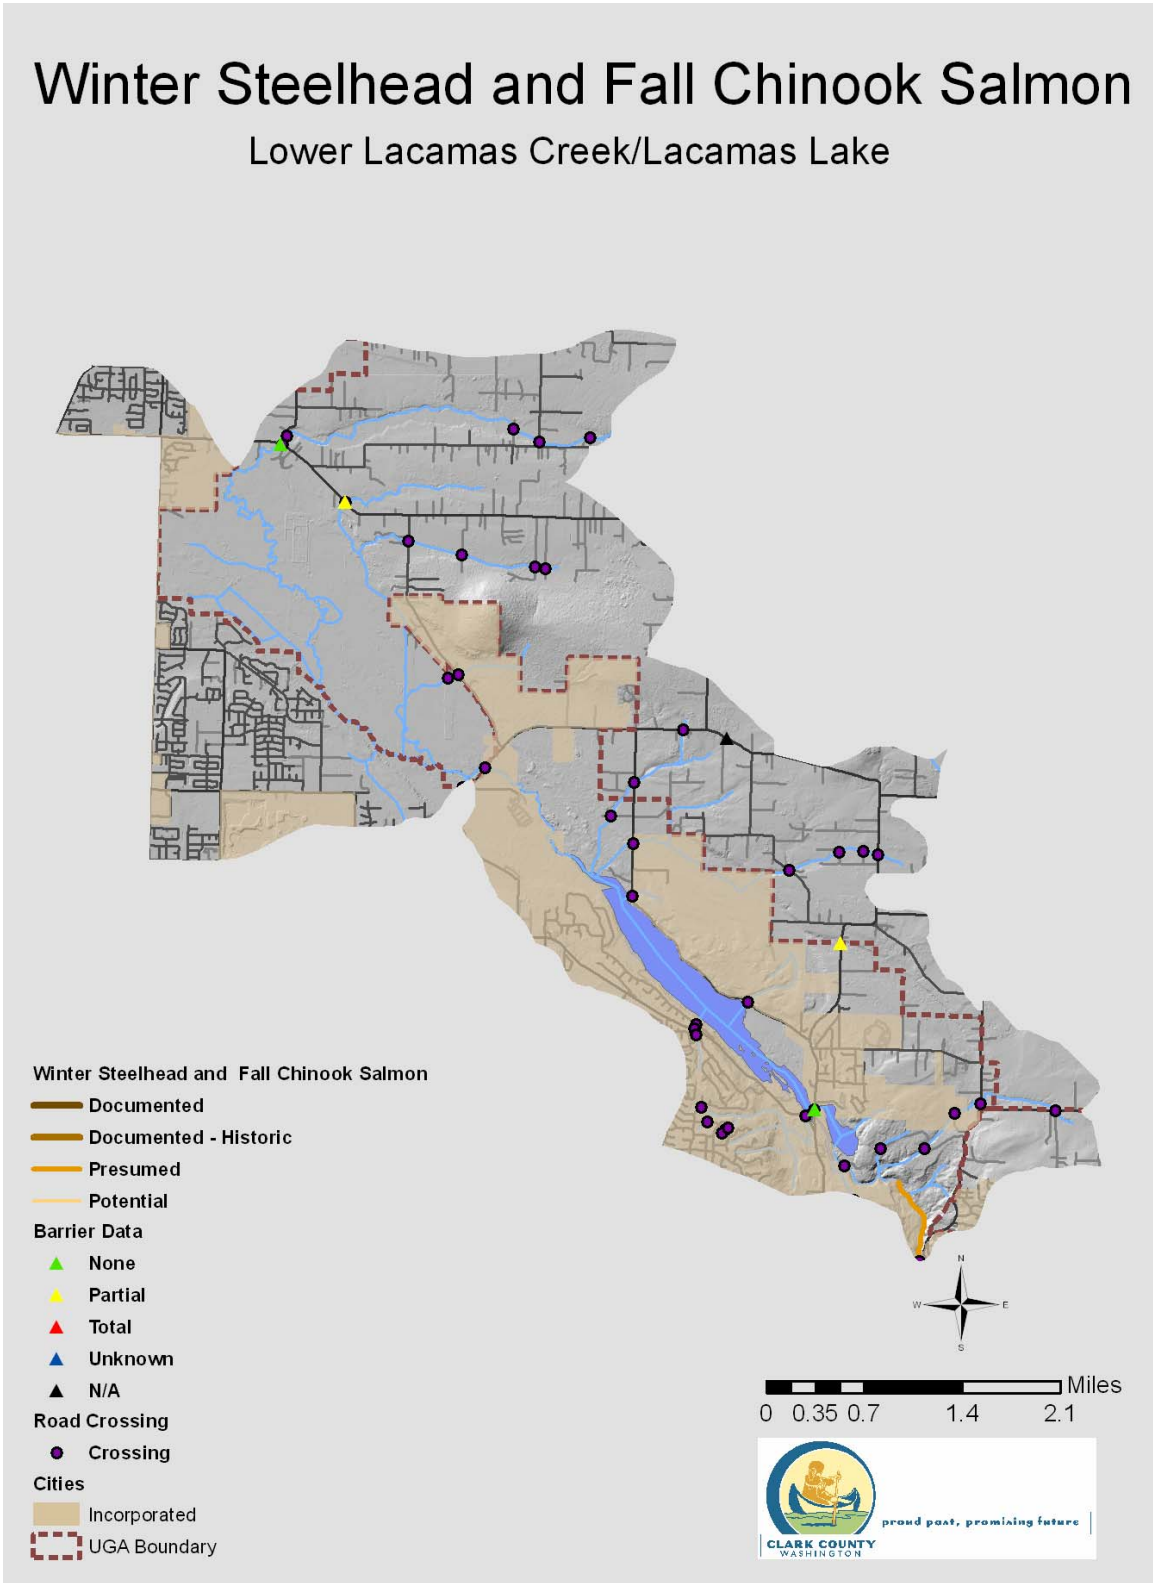 Winter Steelhead and Fall Chinook Salmon
Lower Lacamas Creek/Lacamas Lake
Winter Steelhead and Fall Chinook Salmon
Documented
Documented - Historic
Presumed
Potential
Barrier Data
None
Partial
Total
Unknown
N/A
Road Crossing
Crossing
Cities
Incorporated
UGA Boundary
N
W E
S
Miles
0 0.35 0.7 1.4 2.1
proud past, promising future
CLARK COUNTY
WASHINGTON